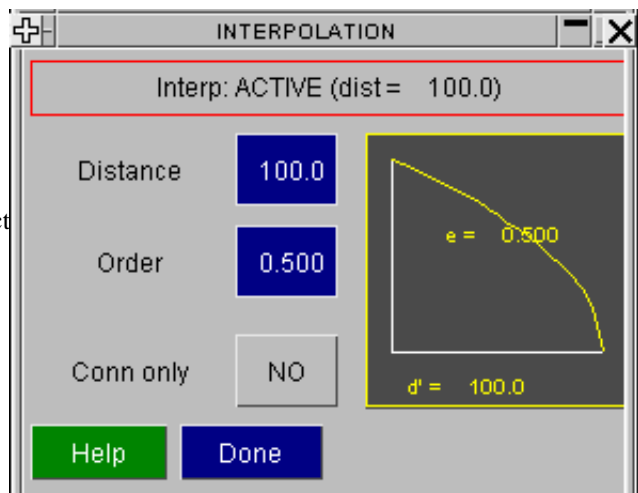 INTERPOLATION
Interp: ACTIVE (dist = 100.0)
Distance 100.0
ct
Order 0.500
e = 0.500
Conn only NO
d' = 100.0
Help Done